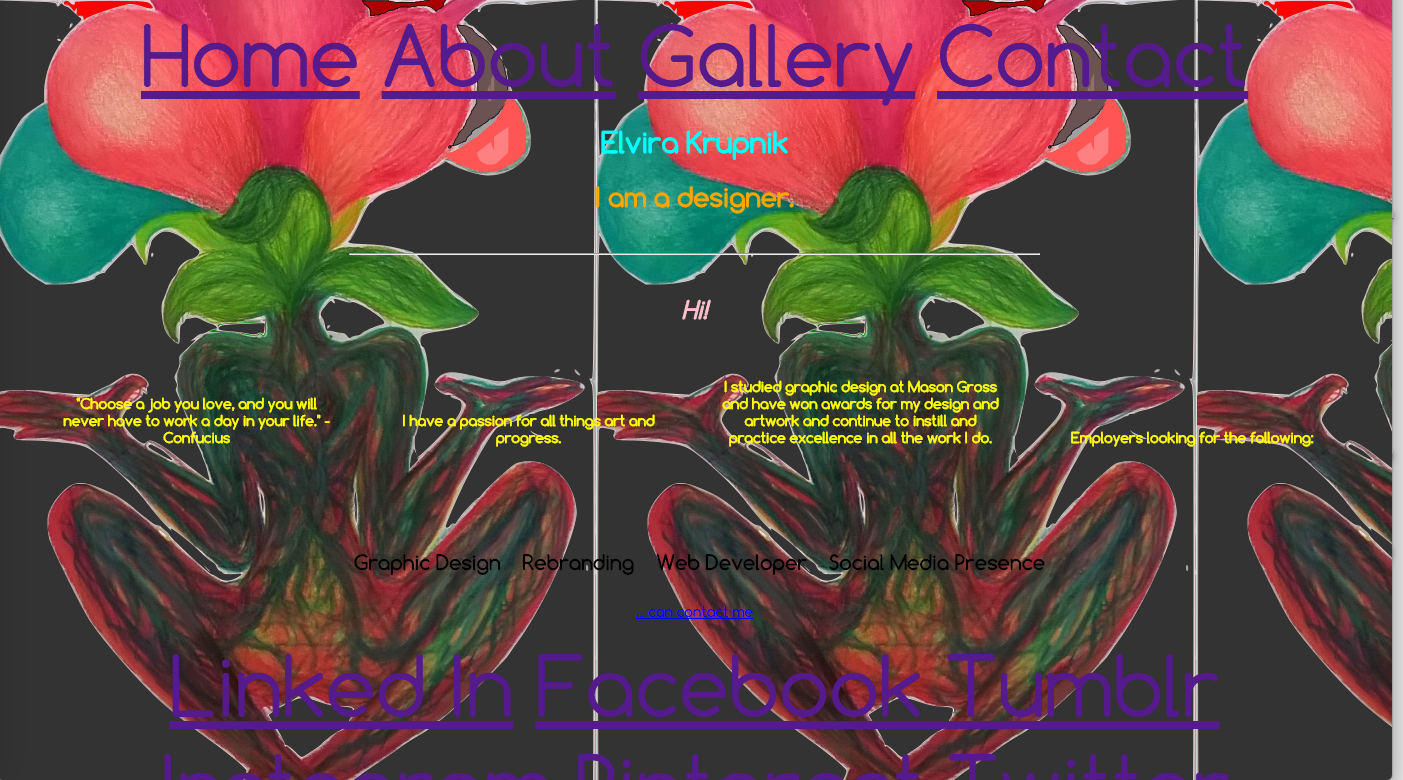 Home About Gallery Contact
Elvira Krupnik
I am a designer.
Hi!
"Choose a job you love, and you will
never have to work a day in your life." -
Confucius
I have a passion for all things art and
progress.
I studied graphic design at Mason Gross
and have won awards for my design and
artwork and continue to instill and
practice excellence in all the work I do.
Employers looking for the following:
Graphic Design Rebranding Web Developer Social Media Presence
... can contact me
Linked In Facebook Tumblr
Instagram Pinterest Twitter